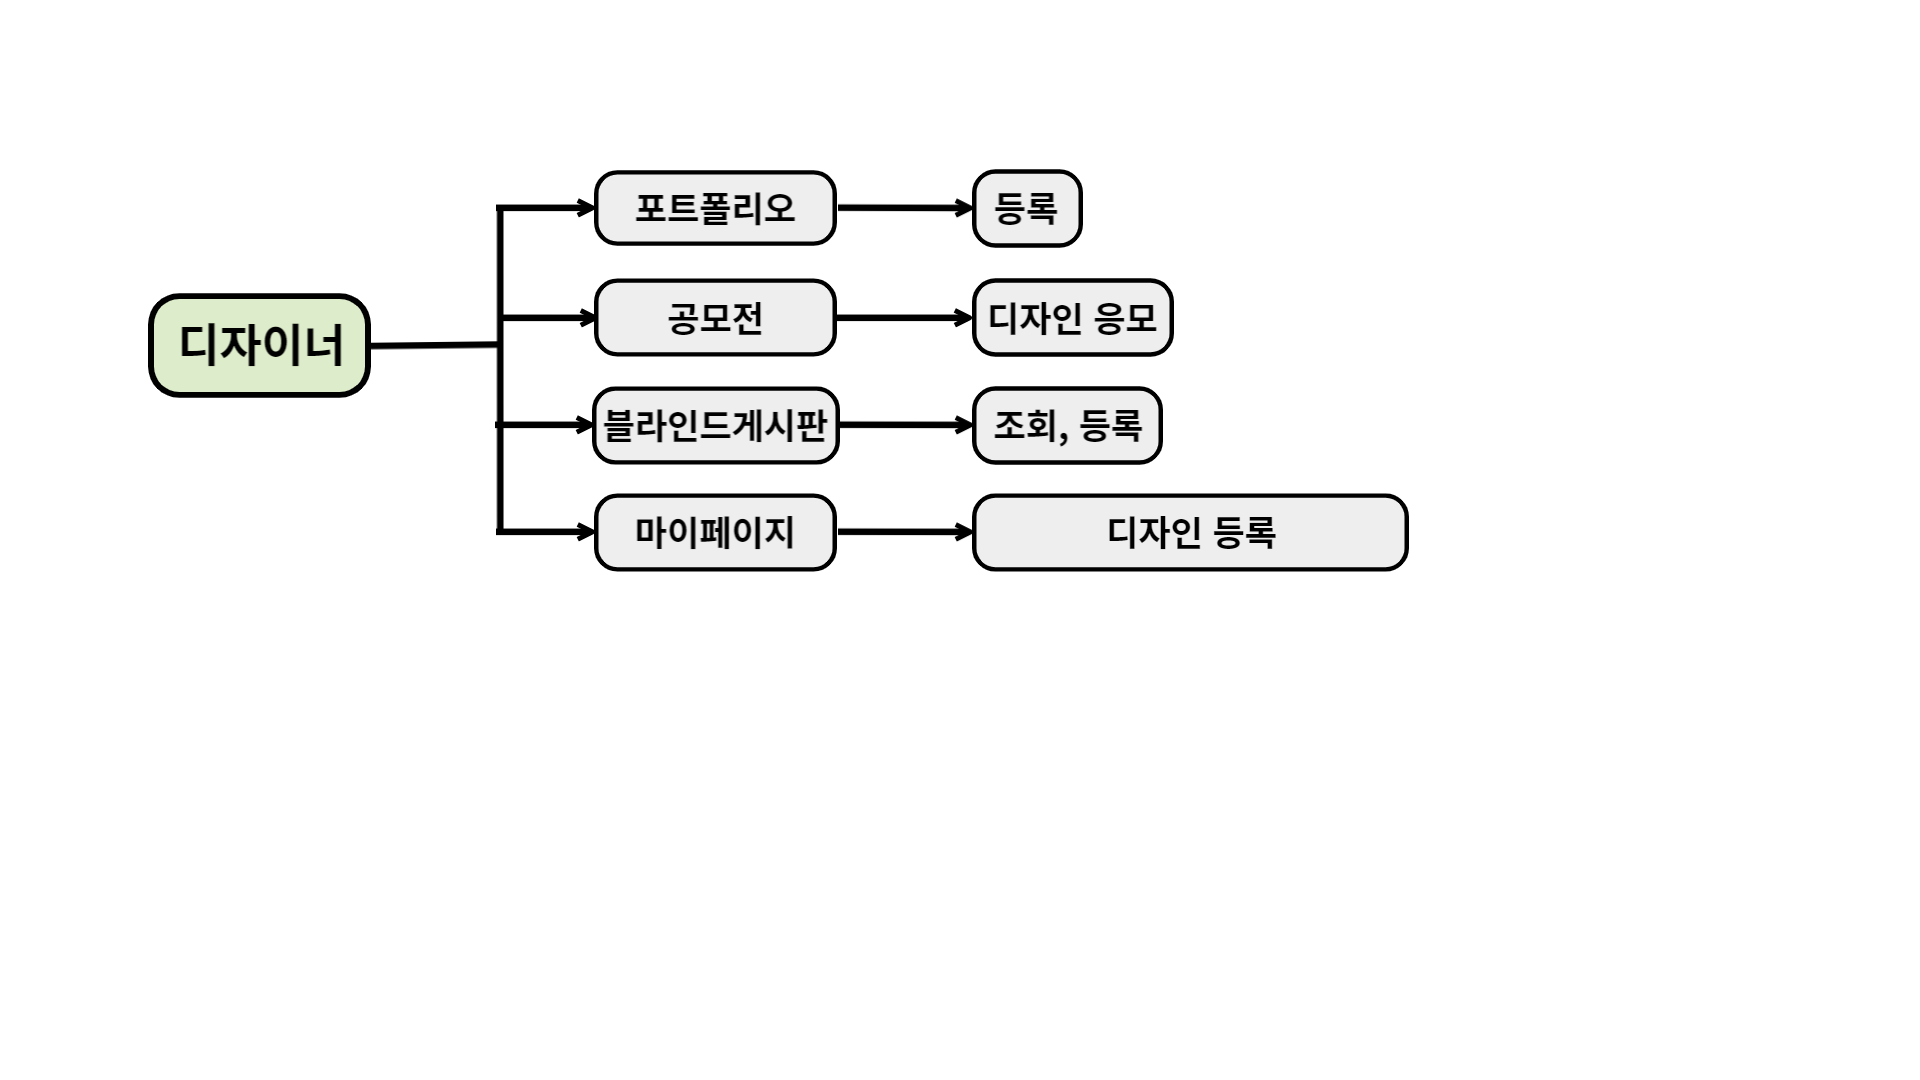 디자이너
포트폴리오
등록
공모전
디자인 응모
블라인드게시판
조회, 등록
마이페이지
디자인 등록